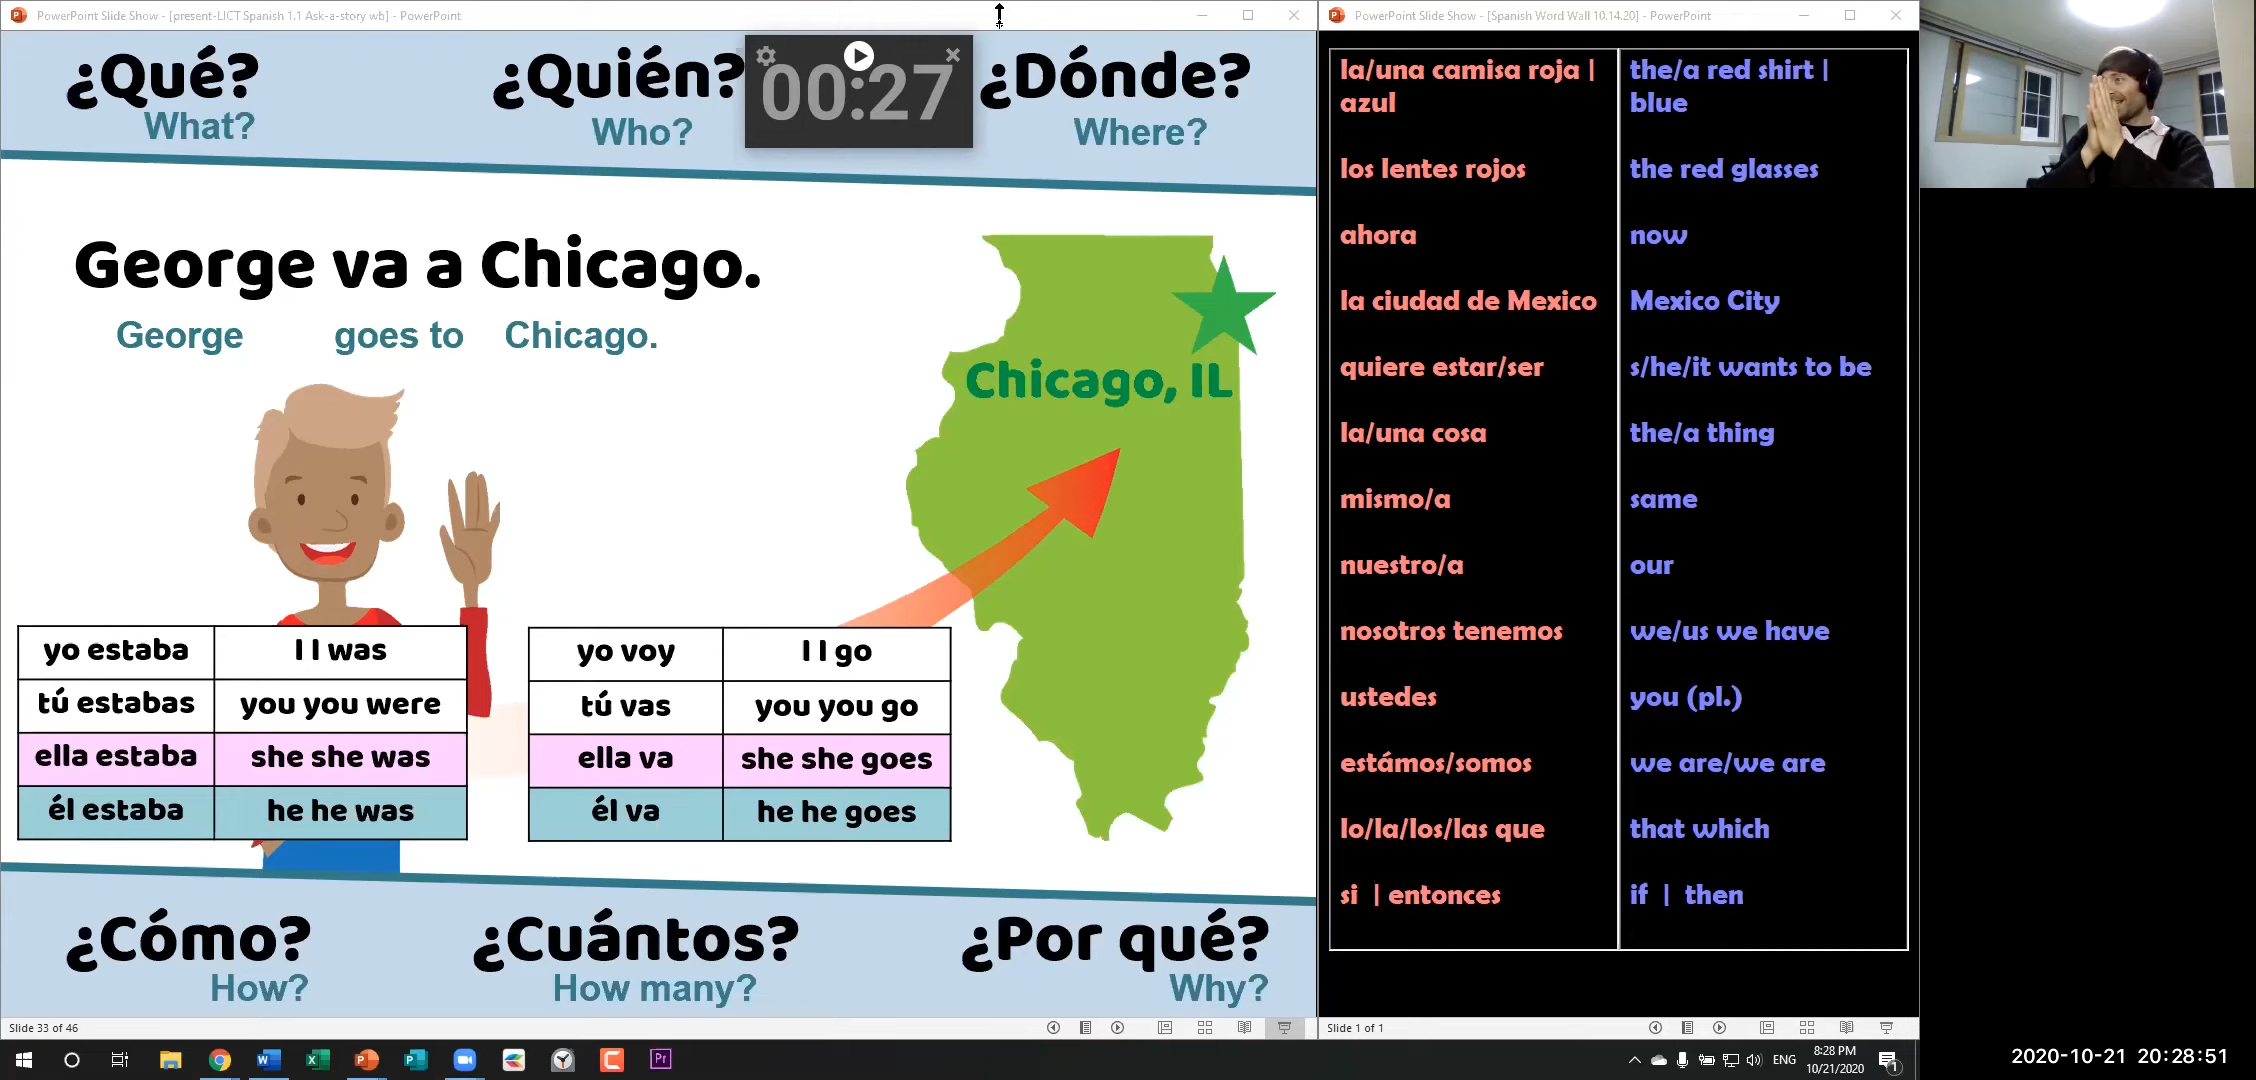 PowerPoint Slide Show - [present-LICT Spanish 1.1 Ask-a-story wb] - PowerPoint
¿Qué?
What?
¿Quién?
Who?
00:27
¿Dónde?
Where?
George va a Chicago.
George goes to Chicago.
Chicago, IL
yo estaba I I was
tú estabas you you were
ella estaba she she was
él estaba he he was
yo voy I I go
tú vas you you go
ella va she she goes
él va he he goes
¿Cómo?
How?
¿Cuántos?
How many?
¿Por qué?
Why?
Slide 33 of 46
PowerPoint Slide Show - [Spanish Word Wall 10.14.20] - PowerPoint
la/una camisa roja |
azul
the/a red shirt |
blue
los lentes rojos the red glasses
ahora now
la ciudad de Mexico Mexico City
quiere estar/ser s/he/it wants to be
la/una cosa the/a thing
mismo/a same
nuestro/a our
nosotros tenemos we/us we have
ustedes you (pl.)
estámos/somos we are/we are
lo/la/los/las que that which
si | entonces if | then
Slide 1 of 1
ENG
8:28 PM
10/21/2020
1
Pr
2020-10-21 20:28:51